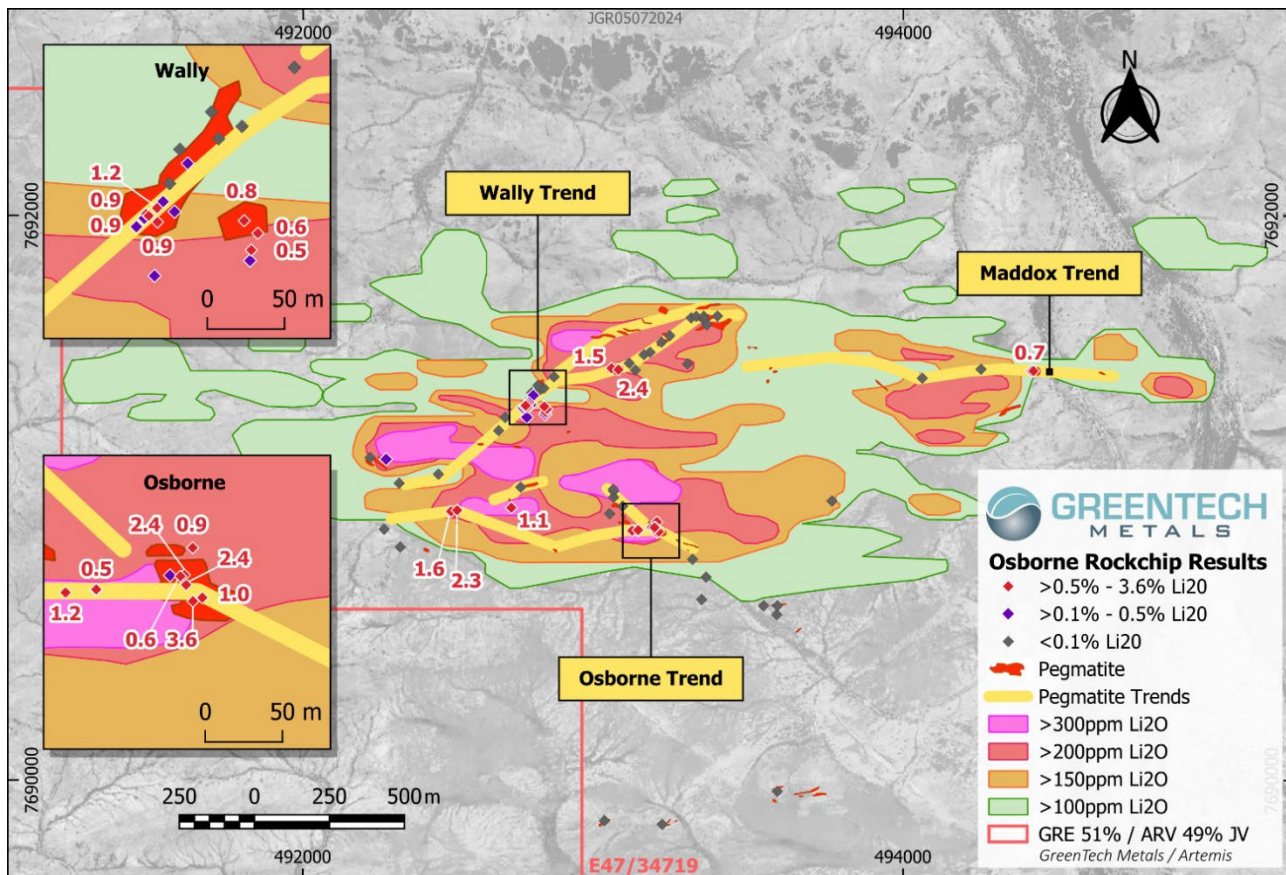 JGR05072024
492000
494000
N
Wally
1.2
0.9
0.9
0.9
0.8
0.6
0.5
0
50 m
7692000
7692000
Wally Trend
Maddox Trend
1.5
2.4
0.7
1.1
1.6
2.3
Osborne
2.4
0.9
2.4
0.5
1.2
1.0
0.6
3.6
0
50 m
Osborne Trend
GREENTECH
METALS
Osborne Rockchip Results
>0.5% - 3.6% Li20
>0.1% - 0.5% Li20
<0.1% Li20
Pegmatite
Pegmatite Trends
>300ppm Li2O
>200ppm Li2O
>150ppm Li2O
>100ppm Li2O
GRE 51% / ARV 49% JV
GreenTech Metals / Artemis
7690000
7690000
250
0
250
500m
492000
494000
E47/34719